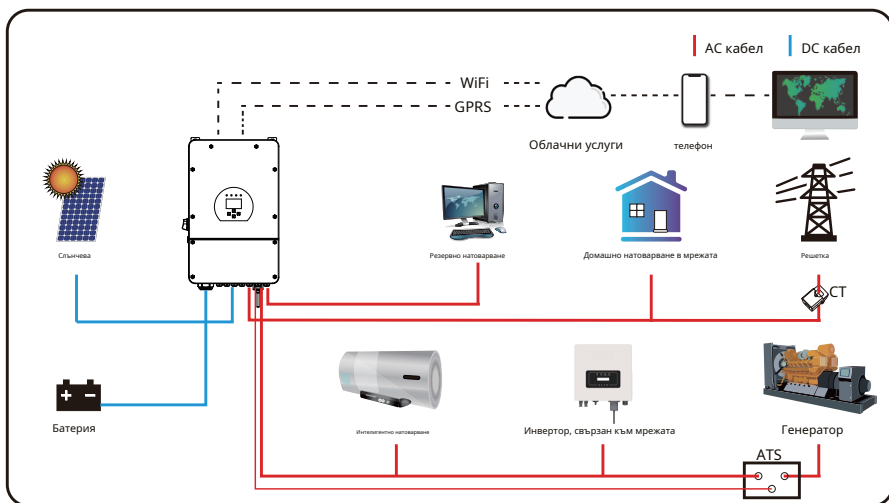 AC кабел
DC кабел
WiFi
GPRS
Облачни услуги
телефон
Слънчева
Резервно натоварване
Домашно натоварване в мрежата
Решетка
CT
Батерия
Интелигентно натоварване
Инвертор, свързан към мрежата
Генератор
ATS